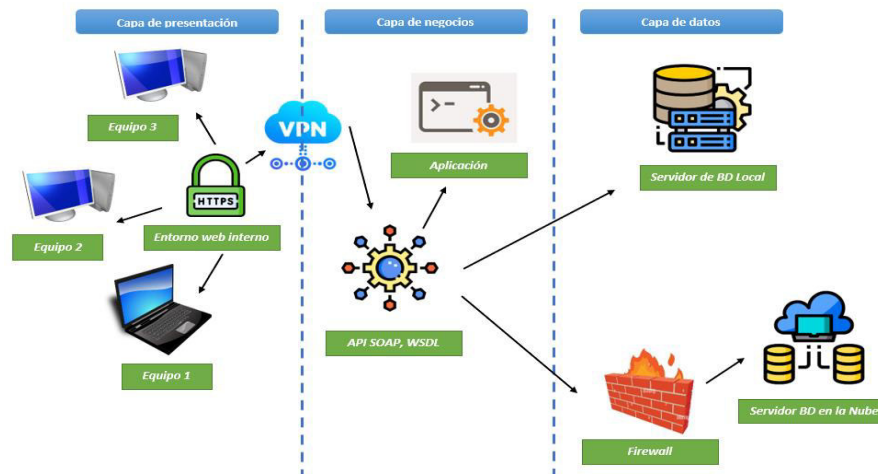 Capa de presentación
Capa de negocios
Capa de datos
Equipo 3
VPN
Aplicación
Servidor de BD Local
HTTPS
Equipo 2
Entorno web interno
API SOAP, WSDL
Equipo 1
Servidor BD en la Nube
Firewall